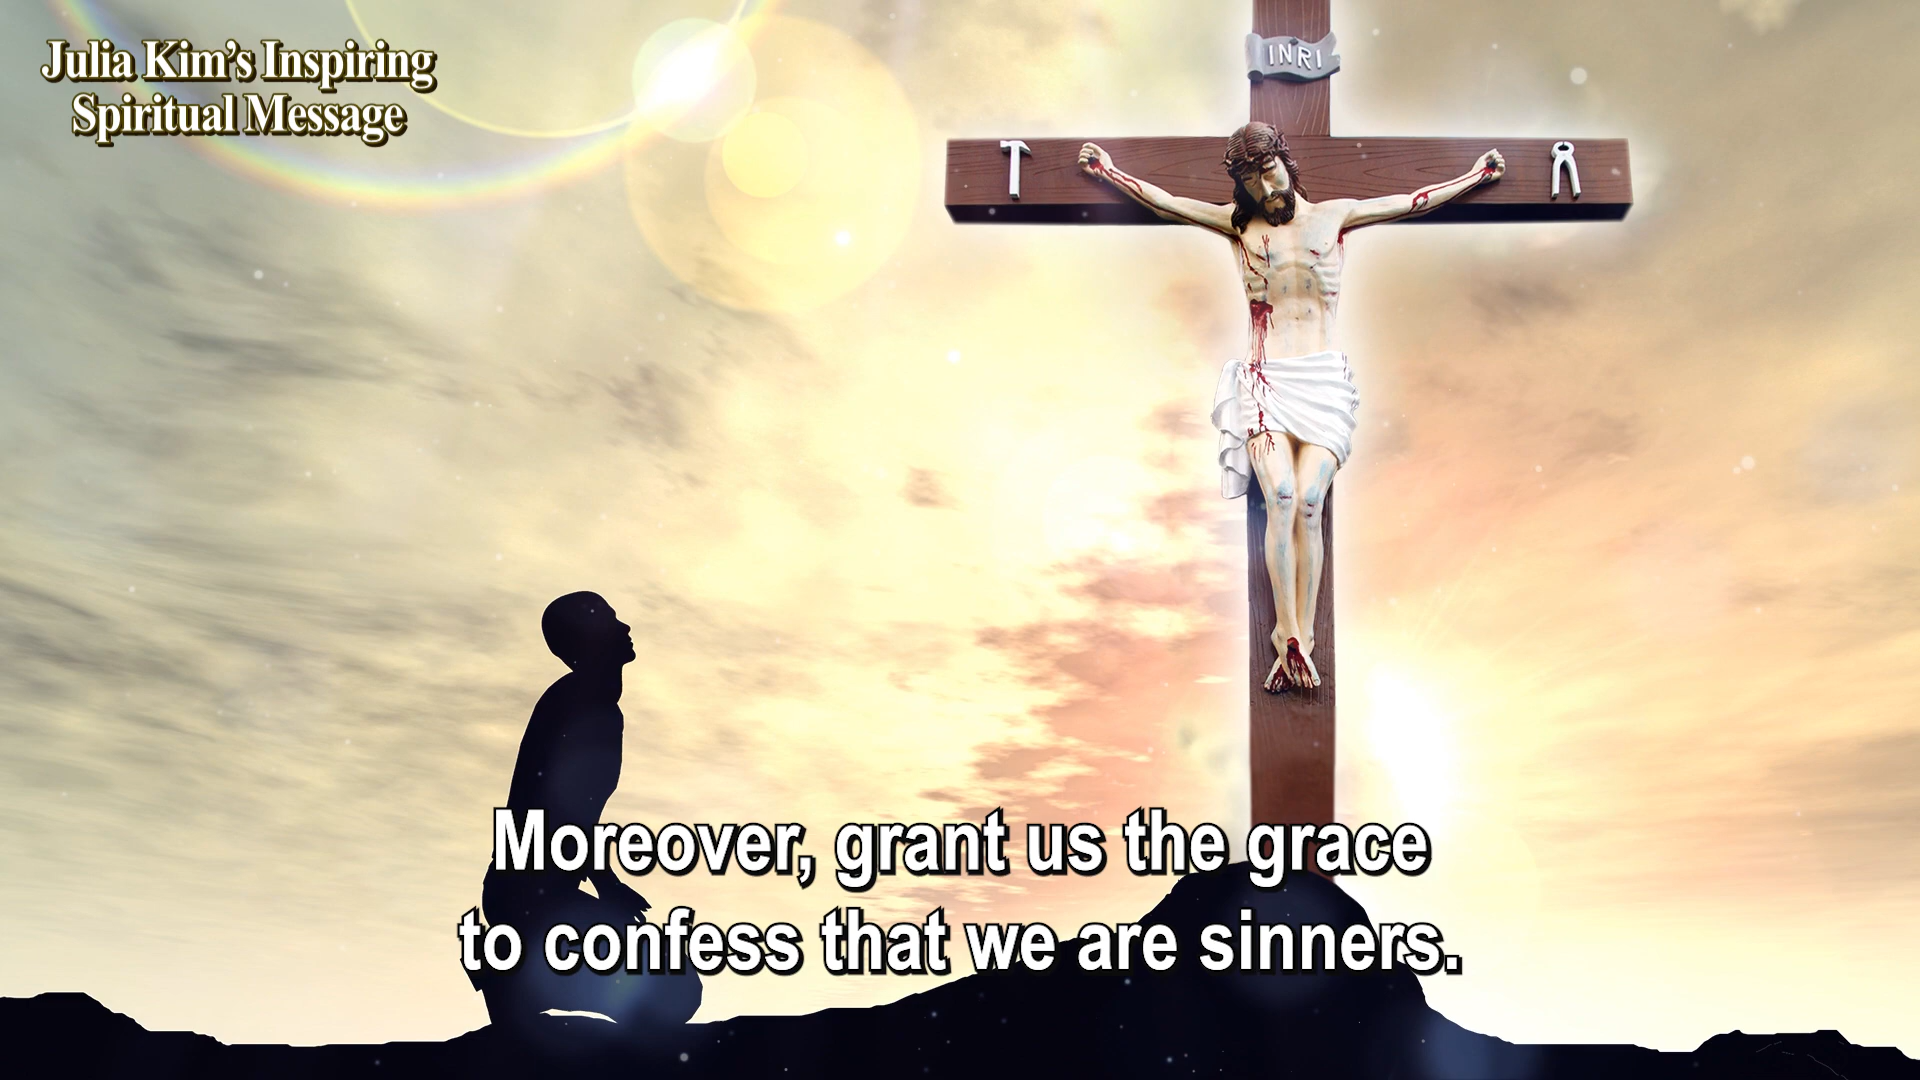 Julia Kim's Inspiring
Spiritual Message
INRI
Moreover, grant us the grace
to confess that we are sinners.